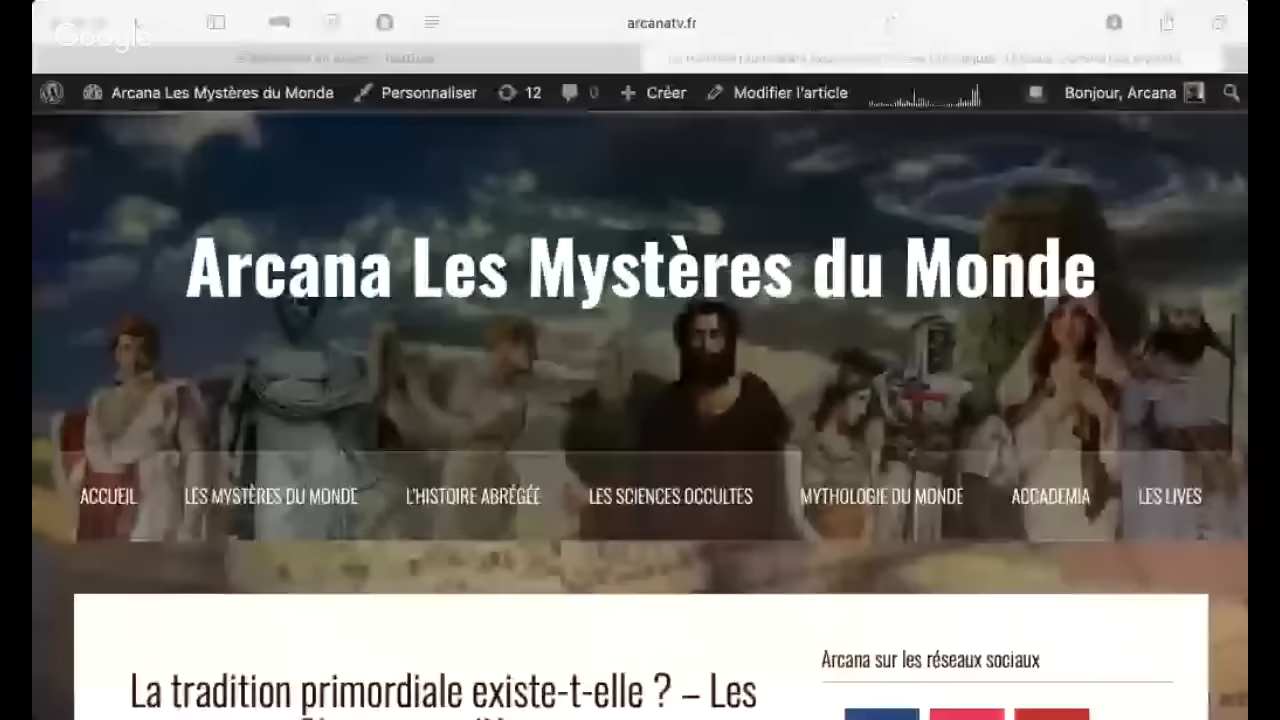 arcanatv.fr
Google
Arcana Les Mystères du Monde Personnaliser 12 0 Créer Modifier l'article Bonjour, Arcana
Arcana Les Mystères du Monde
ACCUEIL LES MYSTÈRES DU MONDE L'HISTOIRE ABRÉGÉE LES SCIENCES OCCULTES MYTHOLOGIE DU MONDE ACCADEMIA LES LIVES
La tradition primordiale existe-t-elle ? – Les
Arcana sur les réseaux sociaux